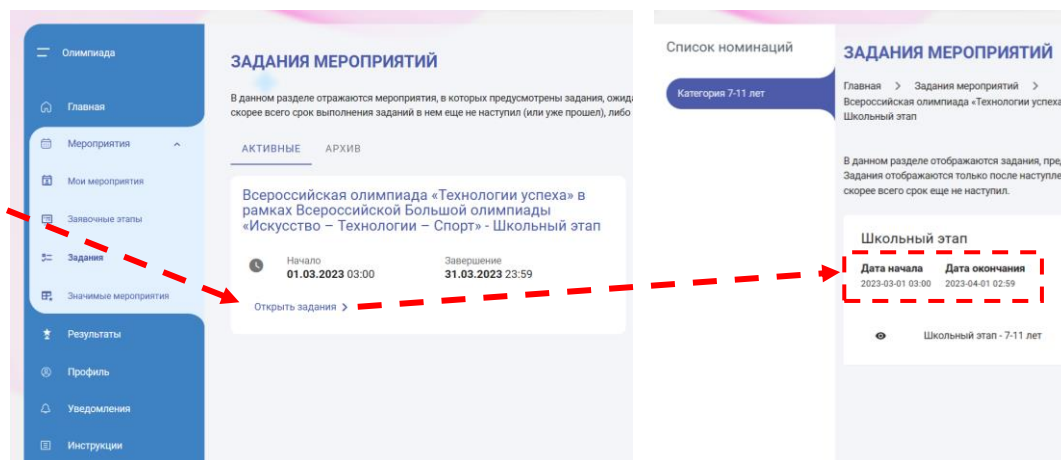 Олимпиада
Главная
Мероприятия
Мои мероприятия
Заявочные этапы
Задания
Значимые мероприятия
Результаты
Профиль
Уведомления
Инструкции
ЗАДАНИЯ МЕРОПРИЯТИЙ
В данном разделе отражаются мероприятия, в которых предусмотрены задания, ожид
скорее всего срок выполнения заданий в нем еще не наступил (или уже прошел), либо
АКТИВНЫЕ АРХИВ
Всероссийская олимпиада «Технологии успеха» в
рамках Всероссийской Большой олимпиады
«Искусство – Технологии – Спорт» - Школьный этап
Начало Завершение
01.03.2023 03:00 31.03.2023 23:59
Открыть задания >
Список номинаций
Категория 7-11 лет
ЗАДАНИЯ МЕРОПРИЯТИЙ
Главная > Задания мероприятий >
Всероссийская олимпиада «Технологии успеха
Школьный этап
В данном разделе отображаются задания, пре
Задания отображаются только после наступле
скорее всего срок еще не наступил.
Школьный этап
Дата начала Дата окончания
2023-03-01 03:00 2023-04-01 02:59
Школьный этап - 7-11 лет